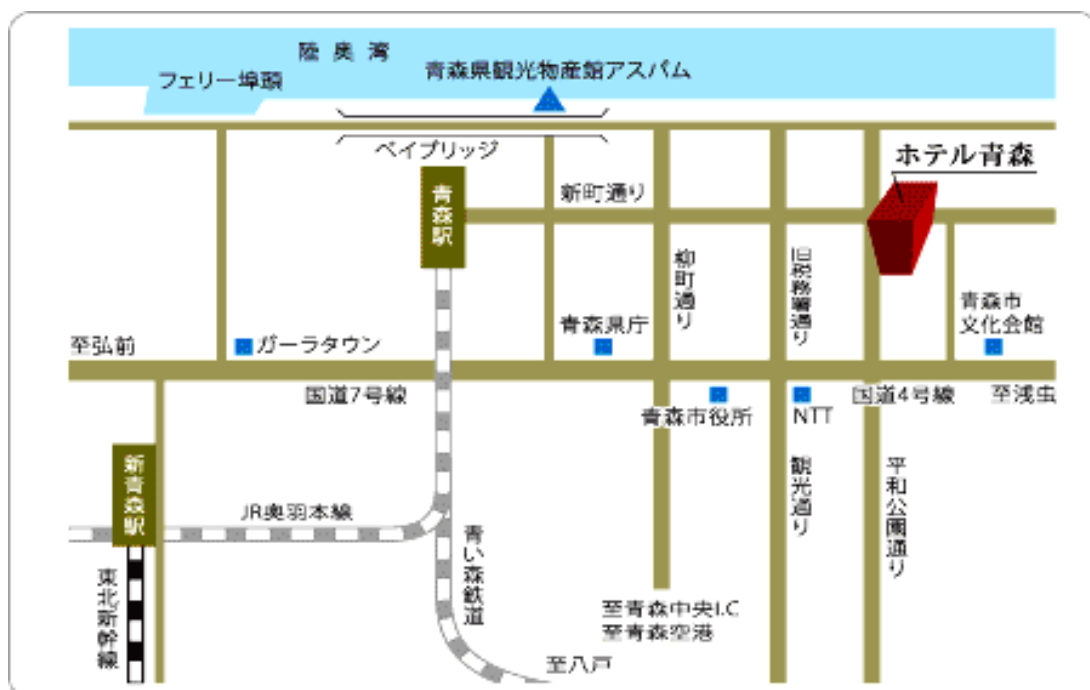 陸奥湾
フェリー埠頭
青森県観光物産館アスパム
ベイブリッジ
ホテル青森
青森駅
新町通り
柳町通り
旧税務署通り
青森市
文化会館
至弘前
ガーラタウン
青森県庁
国道7号線
青森市役所
NTT
国道4号線
至浅虫
新青森駅
JR奥羽本線
青い森鉄道
観光通り
平和公園通り
東北新幹線
至青森中央I.C
至青森空港
至八戸